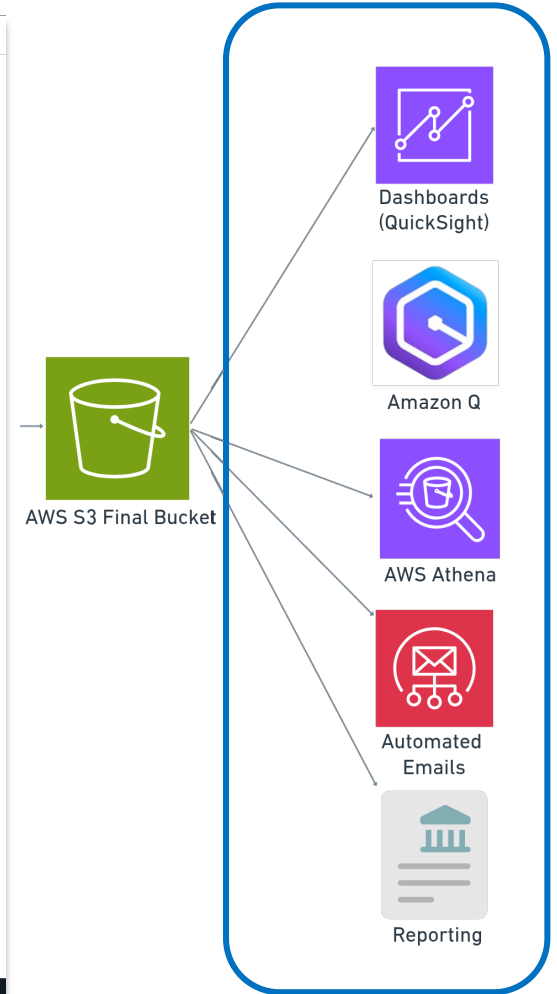 Dashboards
(QuickSight)
Amazon Q
AWS S3 Final Bucket
AWS Athena
Automated
Emails
Reporting